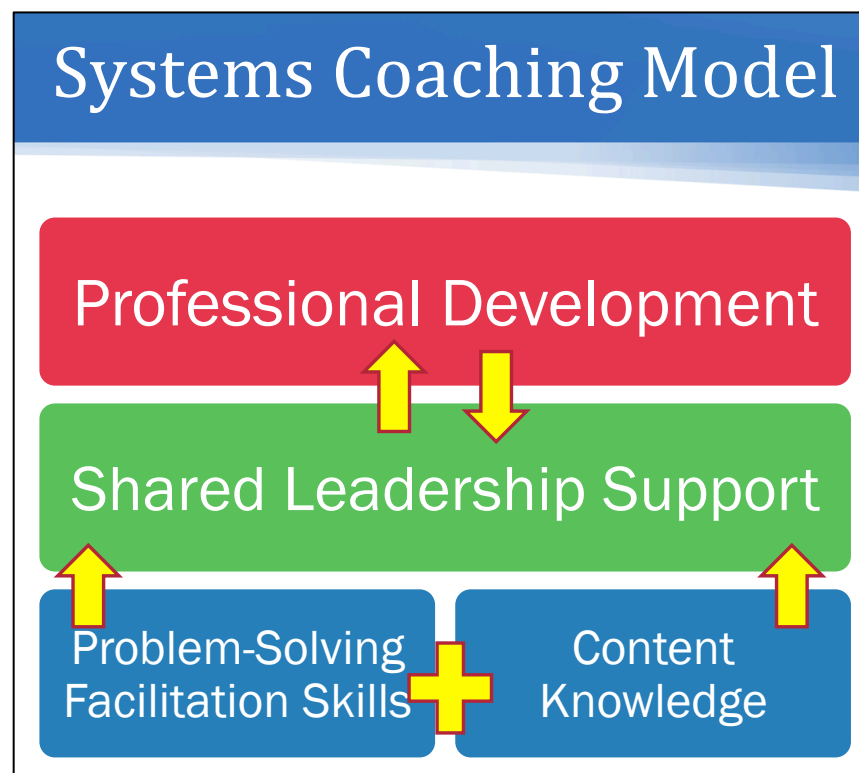 Systems Coaching Model
Professional Development
Shared Leadership Support
Problem-Solving
Facilitation Skills
Content
Knowledge